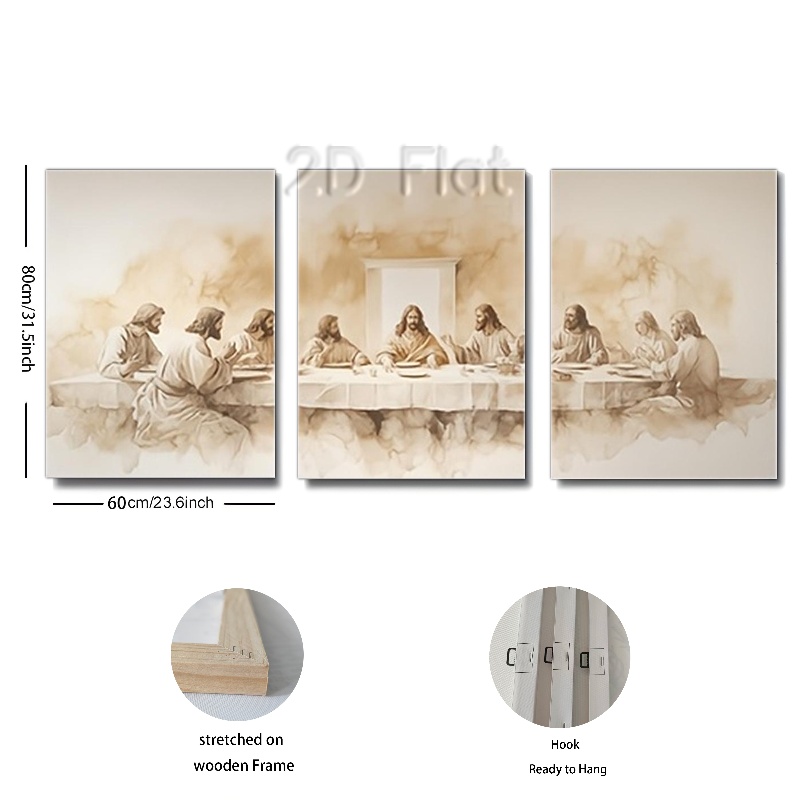 2D Flat
80cm/31.5inch
60cm/23.6inch
stretched on
wooden Frame
Hook
Ready to Hang